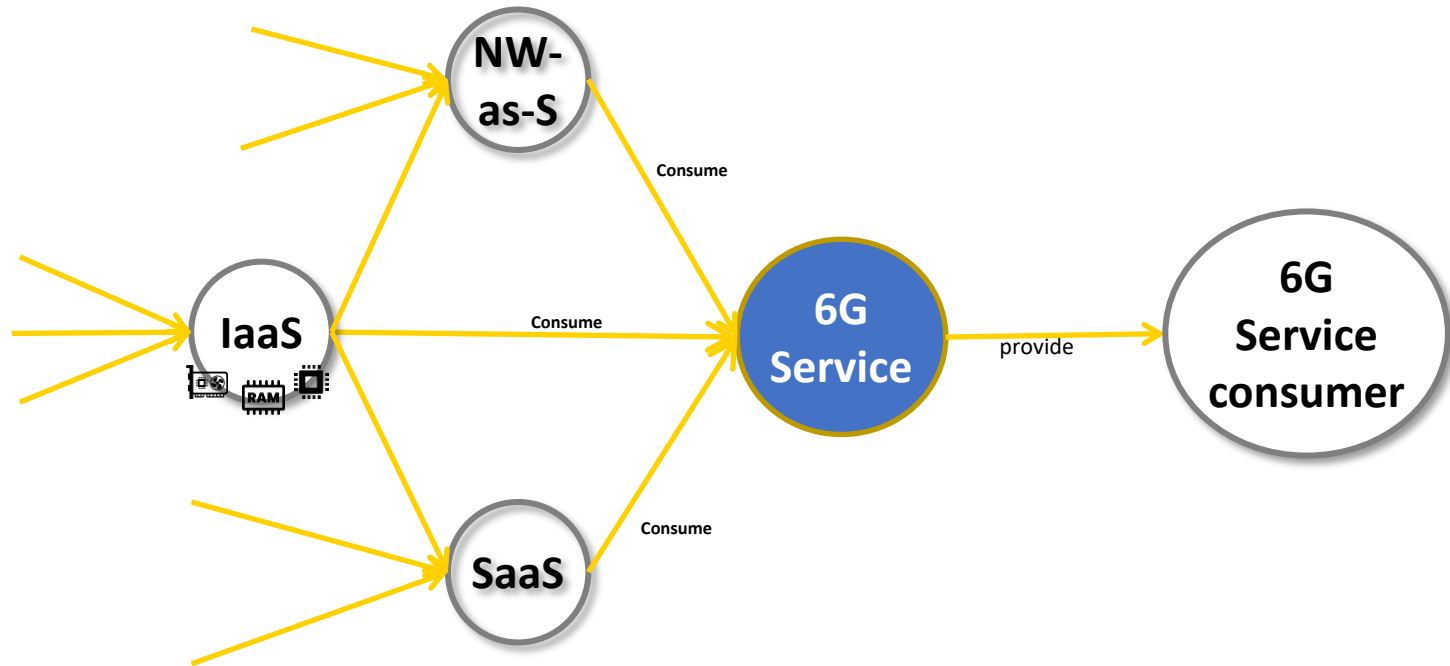 NW-
as-S
Consume
IaaS
RAM
Consume
6G
Service
provide
6G
Service
consumer
SaaS
Consume